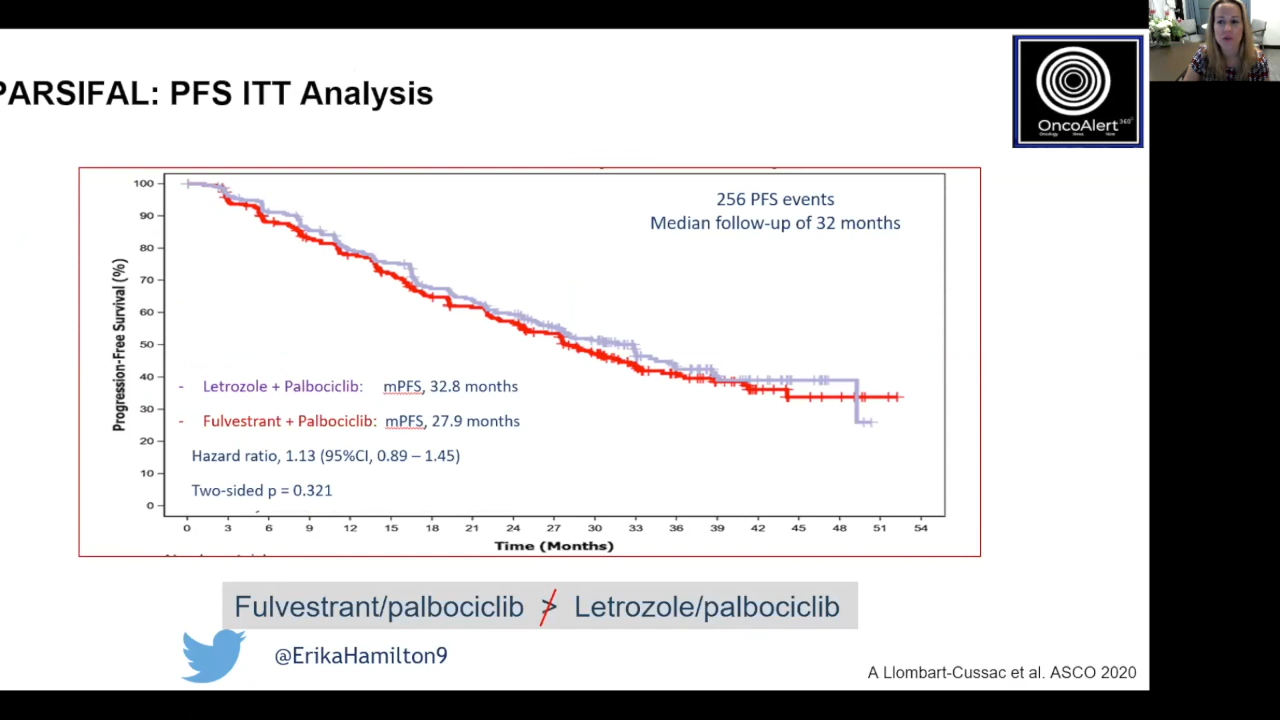 PARSIFAL: PFS ITT Analysis
OncoAlert 360°
Oncology News Now
256 PFS events
Median follow-up of 32 months
Progression-Free Survival (%)
100
90
80
70
60
50
40
30
20
10
0
- Letrozole + Palbociclib: mPFS, 32.8 months
- Fulvestrant + Palbociclib: mPFS, 27.9 months
Hazard ratio, 1.13 (95%CI, 0.89 – 1.45)
Two-sided p = 0.321
0 3 6 9 12 15 18 21 24 27 30 33 36 39 42 45 48 51 54
Time (Months)
Fulvestrant/palbociclib > Letrozole/palbociclib
@ErikaHamilton9
A Llombart-Cussac et al. ASCO 2020